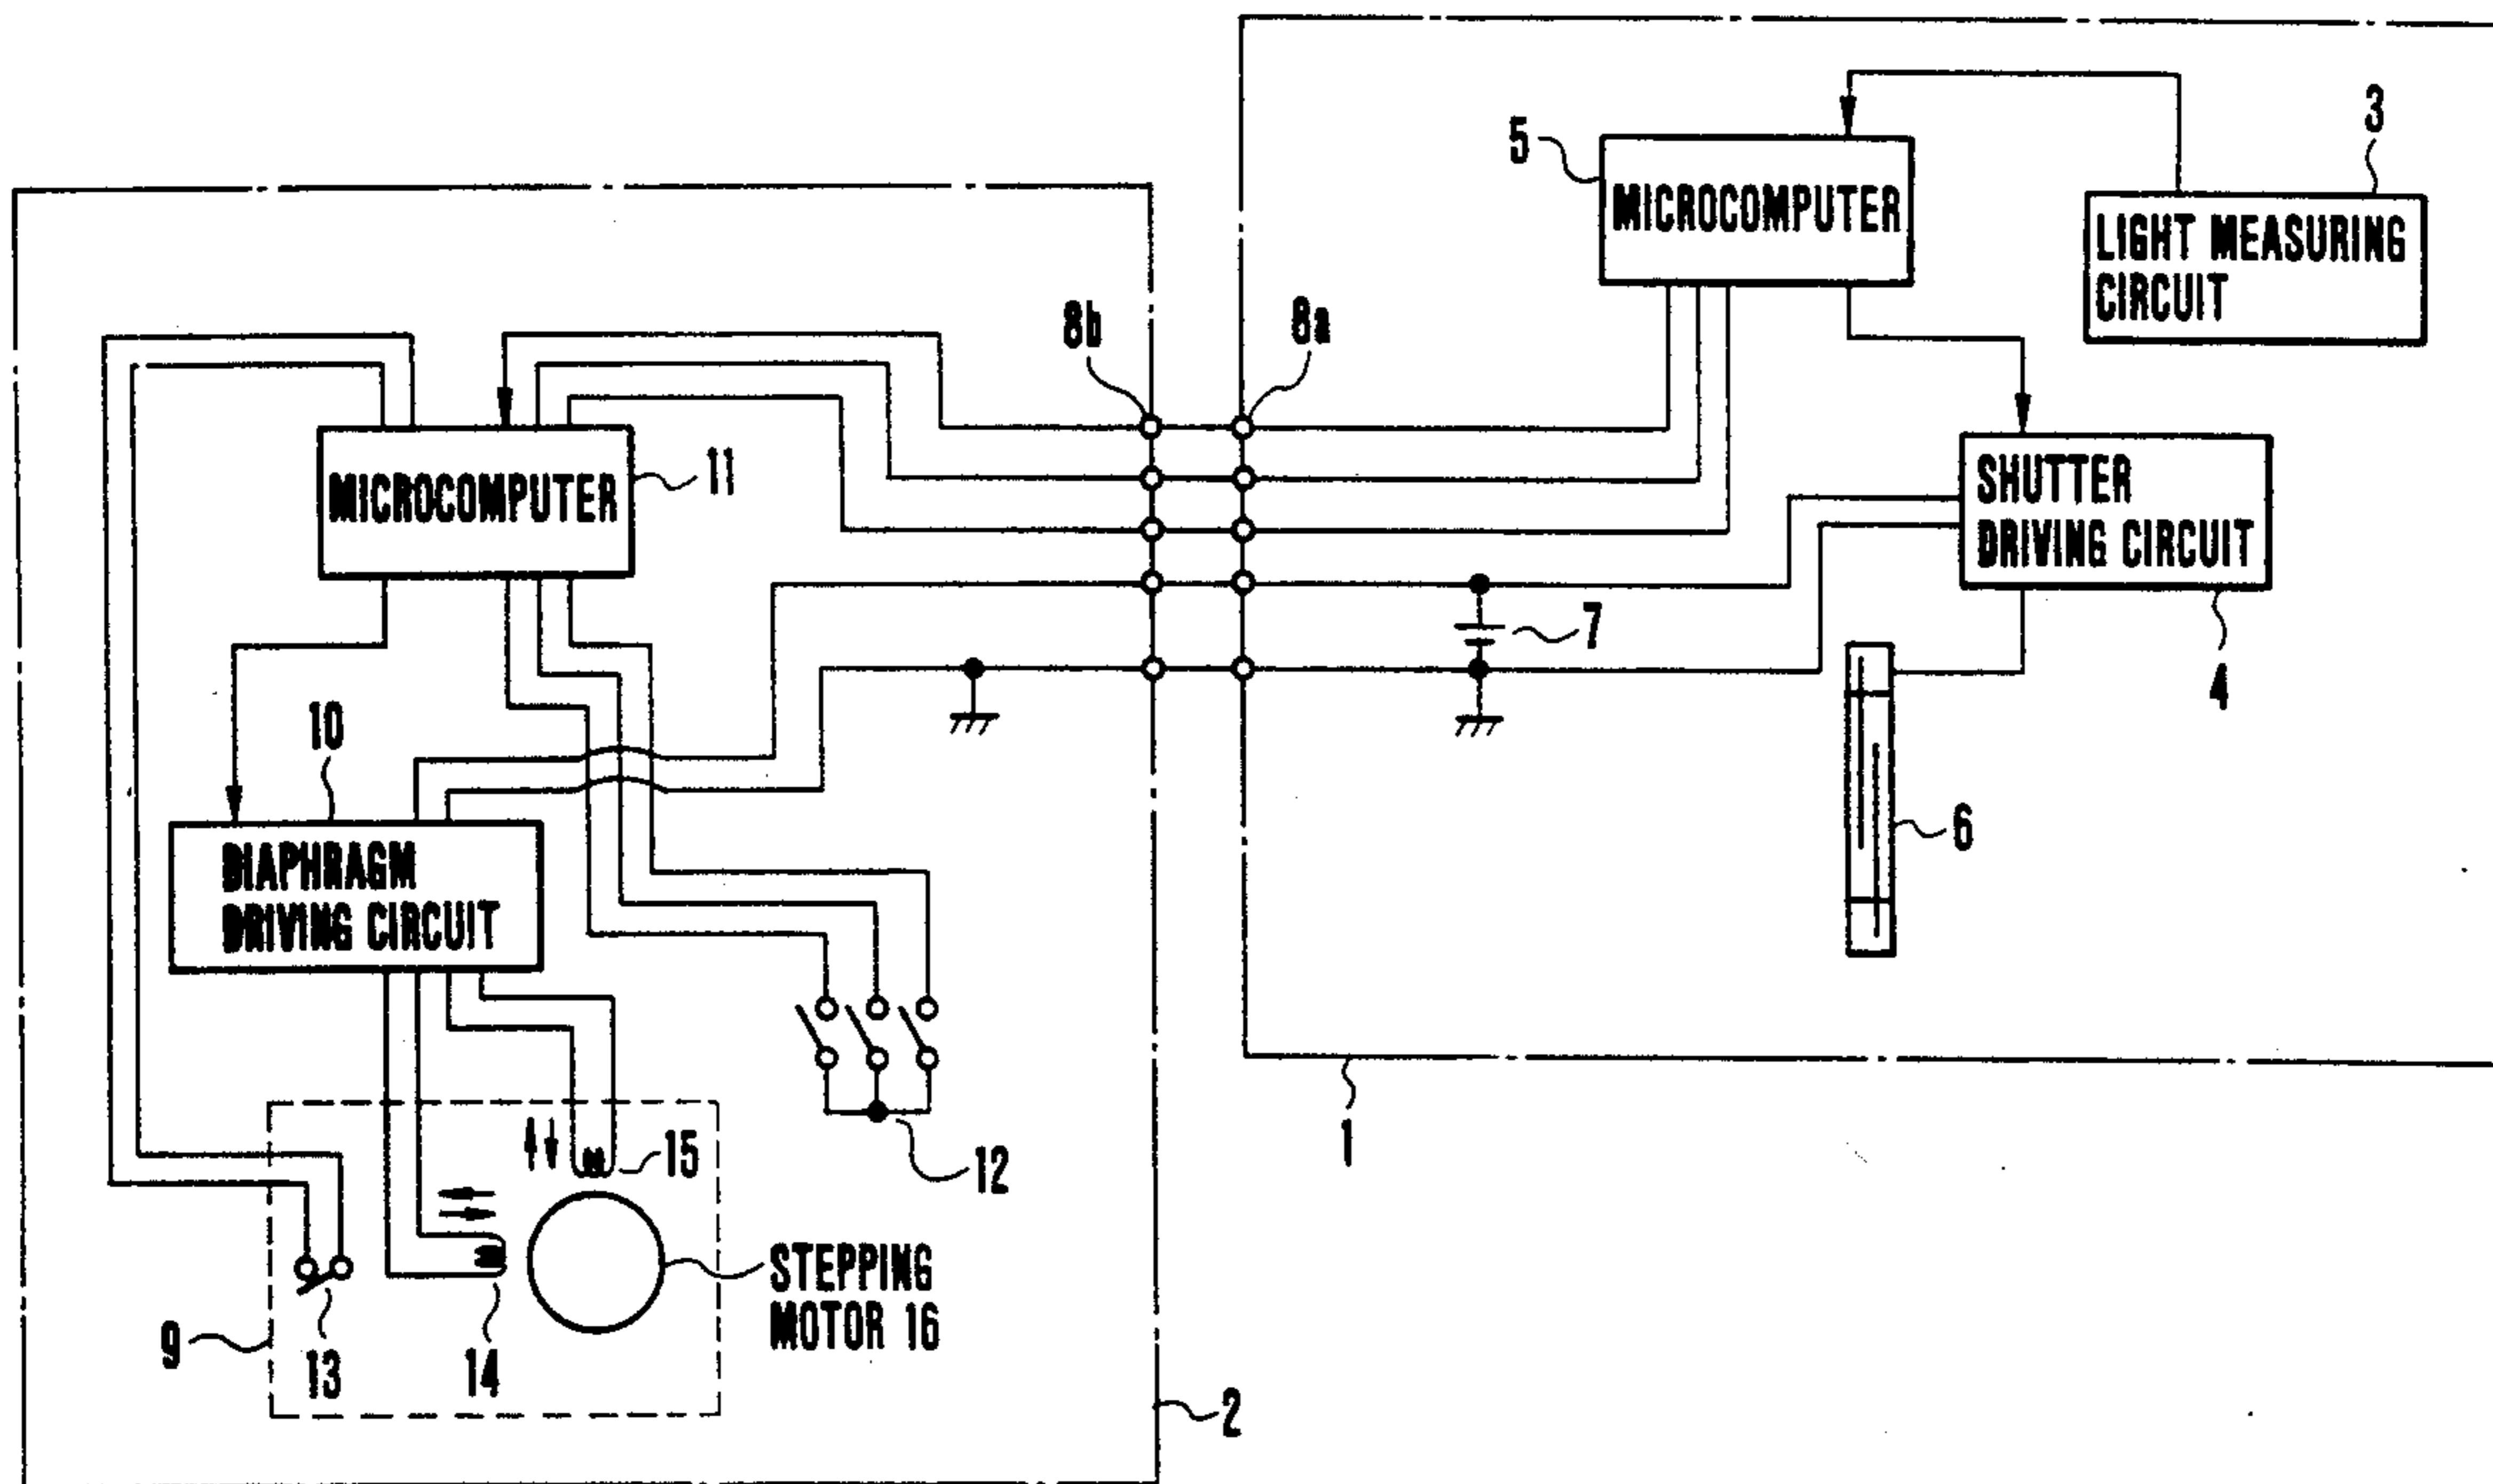 3
5
MICROCOMPUTER
LIGHT MEASURING
CIRCUIT
8b
8a
11
MICROCOMPUTER
SHUTTER
DRIVING CIRCUIT
7
4
10
DIAPHRAGM
DRIVING CIRCUIT
6
15
12
1
STEPPING
MOTOR 16
9
13
14
2